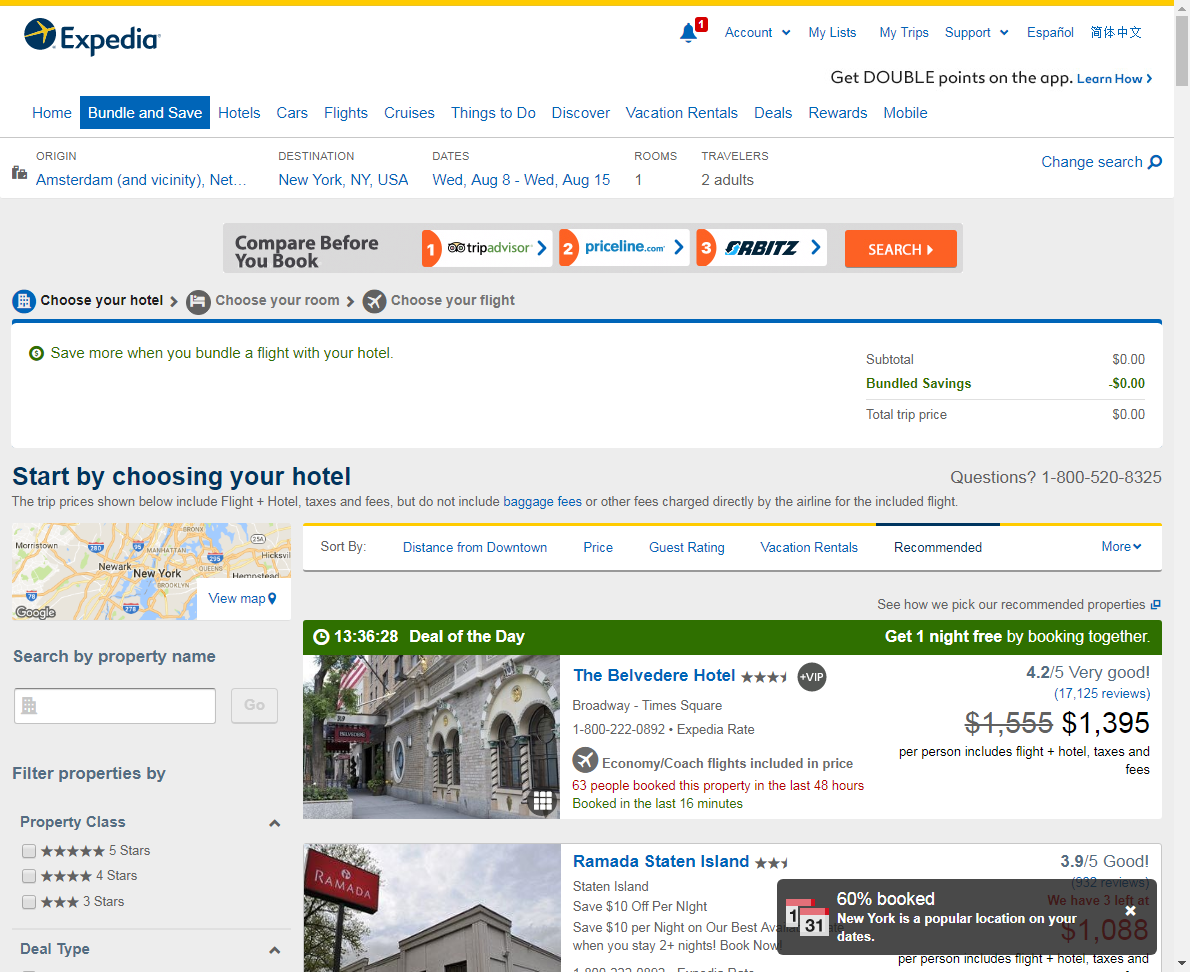 Expedia
1
Account
My Lists
My Trips
Support
Español
简体中文
Get DOUBLE points on the app. Learn How
Home
Bundle and Save
Hotels
Cars
Flights
Cruises
Things to Do
Discover
Vacation Rentals
Deals
Rewards
Mobile
ORIGIN
Amsterdam (and vicinity), Net...
DESTINATION
New York, NY, USA
DATES
Wed, Aug 8 - Wed, Aug 15
ROOMS
1
TRAVELERS
2 adults
Change search
Compare Before
You Book
1 tripadvisor
2 priceline.com
3 ORBITZ
SEARCH
Choose your hotel
Choose your room
Choose your flight
Save more when you bundle a flight with your hotel.
Subtotal $0.00
Bundled Savings -$0.00
Total trip price $0.00
Start by choosing your hotel
Questions? 1-800-520-8325
The trip prices shown below include Flight + Hotel, taxes and fees, but do not include baggage fees or other fees charged directly by the airline for the included flight.
BRONX
Morristown
280
95
25A
MANHATTAN
Hicksvil
Newark
295
QUEENS
New York
Hempstead
BROOKLYN
78
278
Google
View map
Sort By:
Distance from Downtown
Price
Guest Rating
Vacation Rentals
Recommended
More
See how we pick our recommended properties
Search by property name
Go
Filter properties by
Property Class
5 Stars
4 Stars
3 Stars
Deal Type
13:36:28 Deal of the Day
Get 1 night free by booking together.
BELVEDERE
The Belvedere Hotel
+VIP
Broadway - Times Square
1-800-222-0892 • Expedia Rate
Economy/Coach flights included in price
63 people booked this property in the last 48 hours
Booked in the last 16 minutes
4.2/5 Very good!
(17,125 reviews)
$1,555 $1,395
per person includes flight + hotel, taxes and
fees
RAMADA
Ramada Staten Island
Staten Island
Save $10 Off Per NIght
Save $10 per Night on Our Best Available
when you stay 2+ nights! Book Now!
1-800-222-0892 • Expedia Rate
3.9/5 Good!
(932 reviews)
We have 3 left at
$1,088
per person includes flight + hotel, taxes and
1
31
60% booked
New York is a popular location on your
dates.